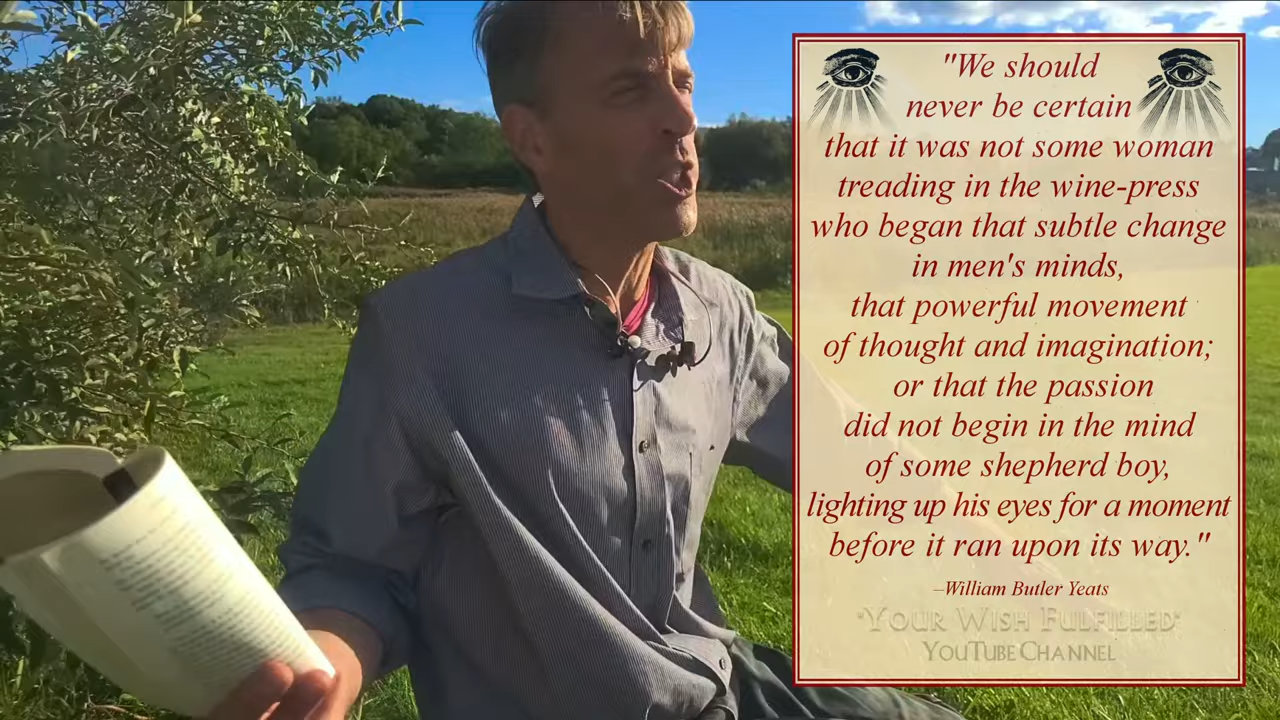 "We should
never be certain
that it was not some woman
treading in the wine-press
who began that subtle change
in men's minds,
that powerful movement
of thought and imagination;
or that the passion
did not begin in the mind
of some shepherd boy,
lighting up his eyes for a moment
before it ran upon its way."
–William Butler Yeats
"Your Wish Fulfilled"
YouTube Channel